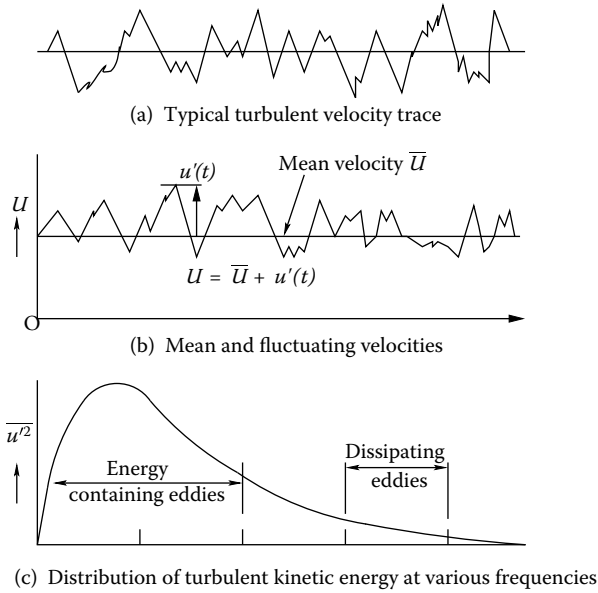 (a) Typical turbulent velocity trace
u'(t)
Mean velocity U̅
U
U = U̅ + u'(t)
O
(b) Mean and fluctuating velocities
u'²̅
Energy
containing eddies
Dissipating
eddies
(c) Distribution of turbulent kinetic energy at various frequencies